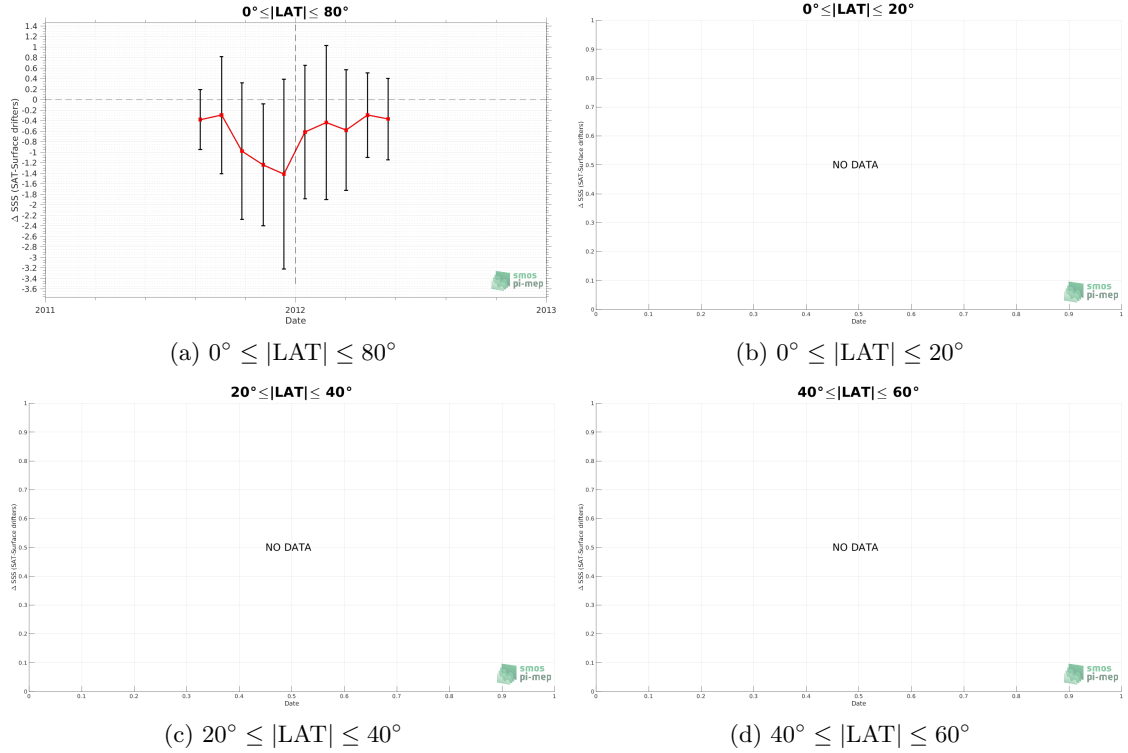 0°≤|LAT|≤ 80°
1.4
1.2
1
0.8
0.6
0.4
0.2
0
-0.2
-0.4
-0.6
-0.8
-1
-1.2
-1.4
-1.6
-1.8
-2
-2.2
-2.4
-2.6
-2.8
-3
-3.2
-3.4
-3.6
Δ SSS (SAT-Surface drifters)
2011 2012 2013
Date
smos
pi-mep
(a) 0° ≤ |LAT| ≤ 80°
0°≤|LAT|≤ 20°
1
0.9
0.8
0.7
0.6
0.5
0.4
0.3
0.2
0.1
0
Δ SSS (SAT-Surface drifters)
NO DATA
0 0.1 0.2 0.3 0.4 0.5 0.6 0.7 0.8 0.9 1
Date
smos
pi-mep
(b) 0° ≤ |LAT| ≤ 20°
20°≤|LAT|≤ 40°
1
0.9
0.8
0.7
0.6
0.5
0.4
0.3
0.2
0.1
0
Δ SSS (SAT-Surface drifters)
NO DATA
0 0.1 0.2 0.3 0.4 0.5 0.6 0.7 0.8 0.9 1
Date
smos
pi-mep
(c) 20° ≤ |LAT| ≤ 40°
40°≤|LAT|≤ 60°
1
0.9
0.8
0.7
0.6
0.5
0.4
0.3
0.2
0.1
0
Δ SSS (SAT-Surface drifters)
NO DATA
0 0.1 0.2 0.3 0.4 0.5 0.6 0.7 0.8 0.9 1
Date
smos
pi-mep
(d) 40° ≤ |LAT| ≤ 60°